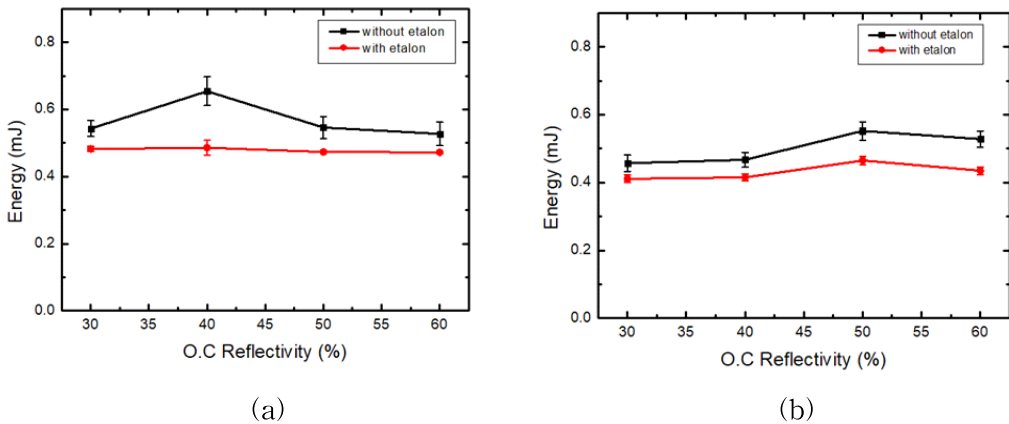 0.8
0.6
0.4
0.2
0.0
Energy (mJ)
without etalon
with etalon
30 35 40 45 50 55 60
O.C Reflectivity (%)
(a)
0.8
0.6
0.4
0.2
0.0
Energy (mJ)
without etalon
with etalon
30 35 40 45 50 55 60
O.C Reflectivity (%)
(b)